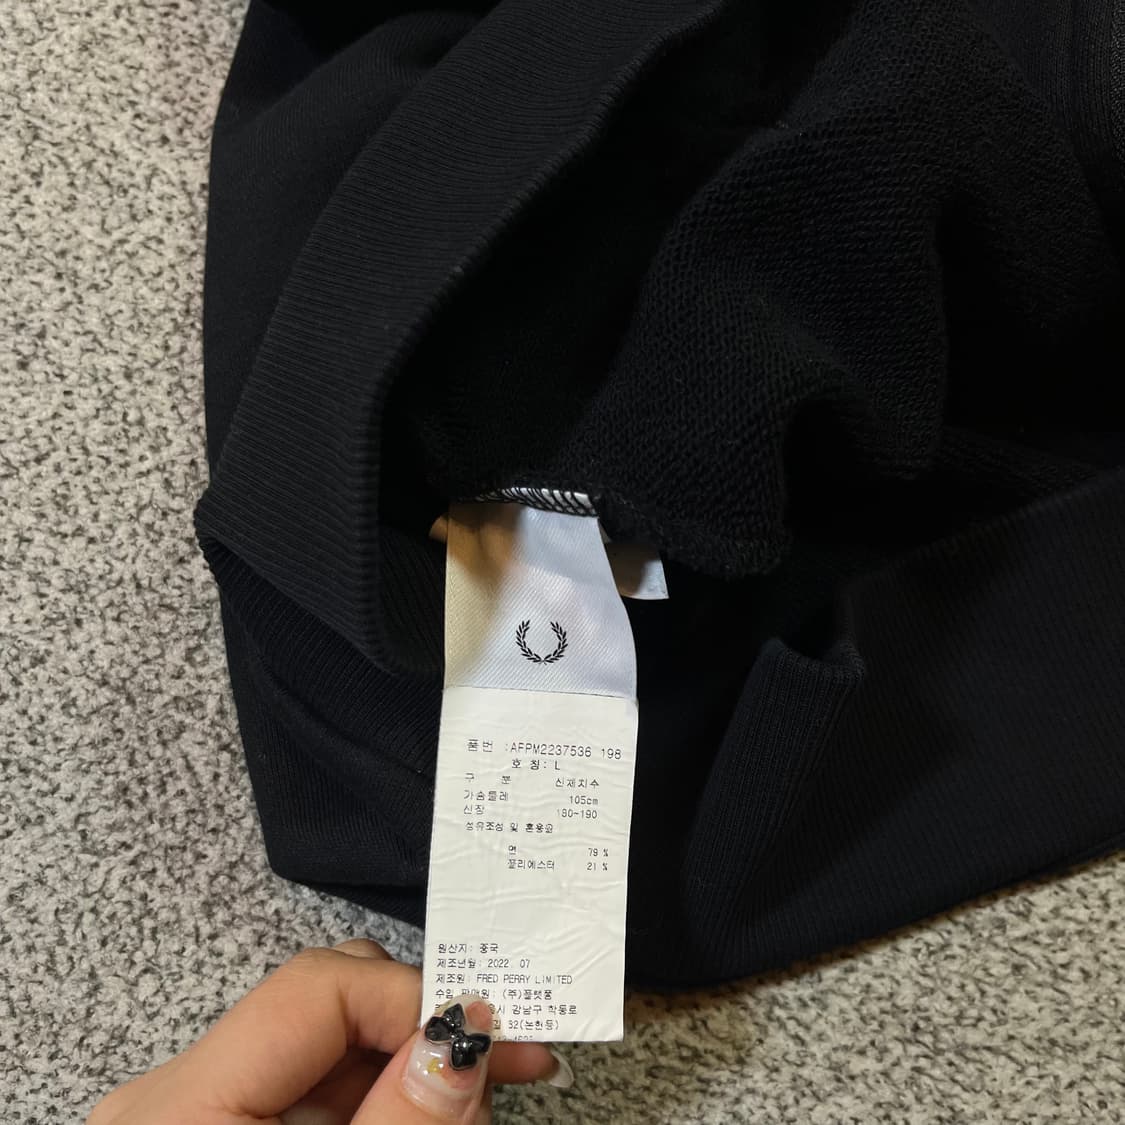 품번 :AFPM2237536 198
호칭: L
구 분 신체치수
가슴둘레 105cm
신장 180~190
섬유조성 및 혼용율
면 79 %
폴리에스터 21 %
원산지: 중국
제조년월: 2022. 07
제조원: FRED PERRY LIMITED
수입 판매원: (주)플랫폼
강남구 학동로
32(논현동)